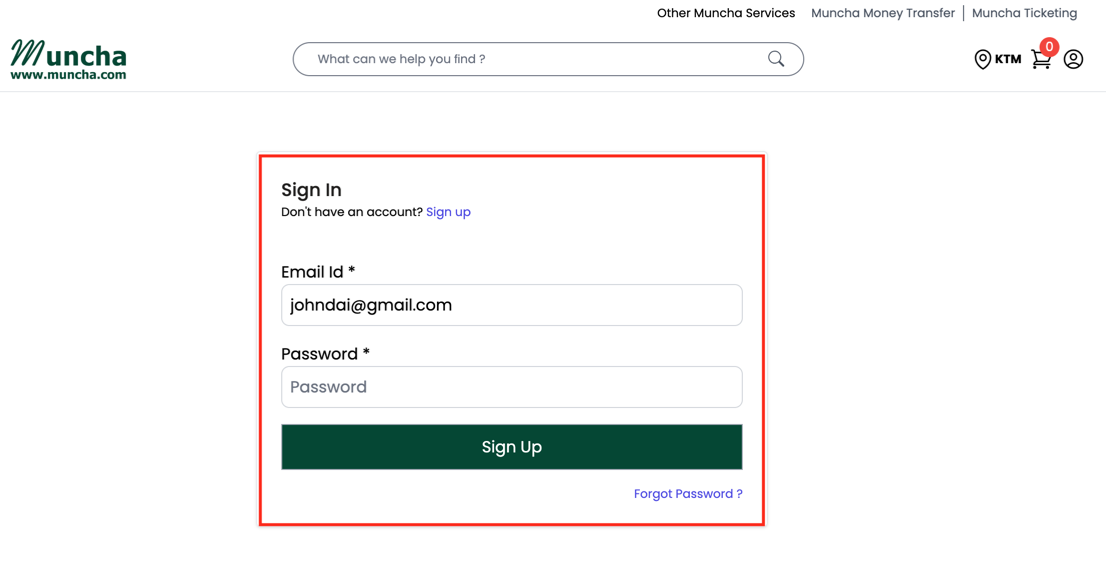 Other Muncha Services Muncha Money Transfer | Muncha Ticketing
Muncha
www.muncha.com
What can we help you find ?
KTM
0
Sign In
Don't have an account? Sign up
Email Id *
johndai@gmail.com
Password *
Password
Sign Up
Forgot Password ?